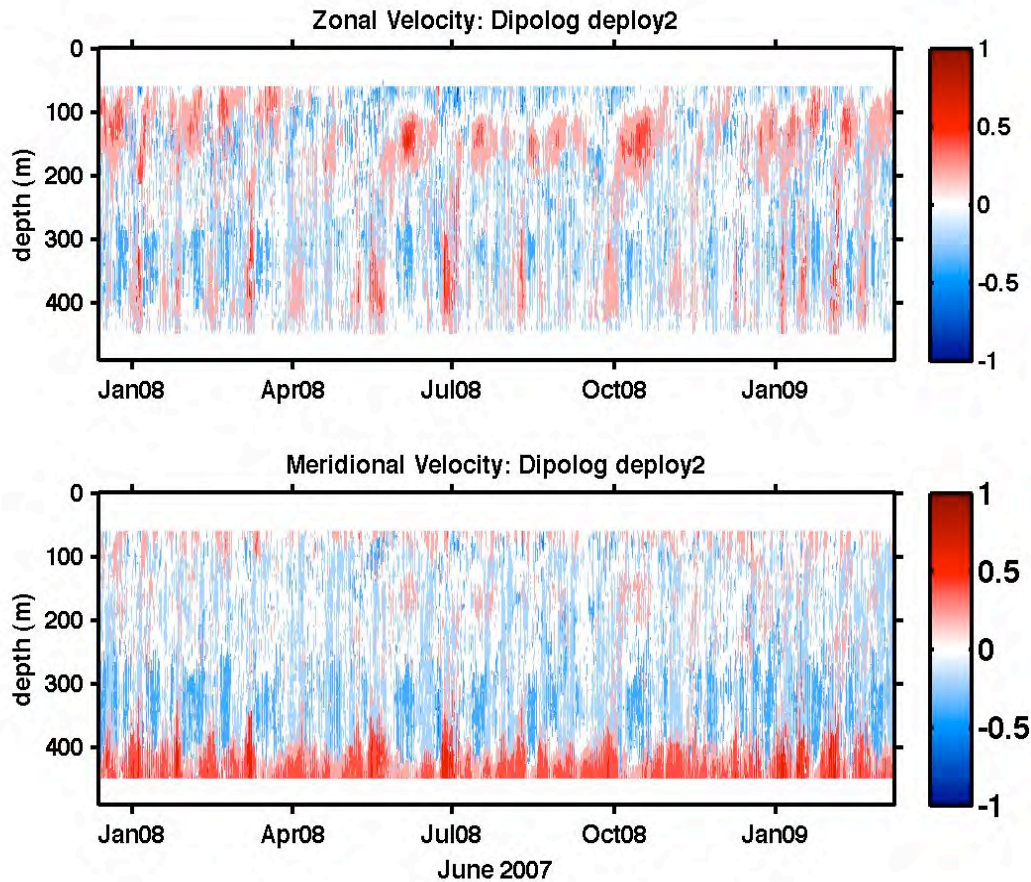 Zonal Velocity: Dipolog deploy2
0
100
200
300
400
depth (m)
Jan08 Apr08 Jul08 Oct08 Jan09
1
0.5
0
-0.5
-1
Meridional Velocity: Dipolog deploy2
0
100
200
300
400
depth (m)
Jan08 Apr08 Jul08 Oct08 Jan09
June 2007
1
0.5
0
-0.5
-1